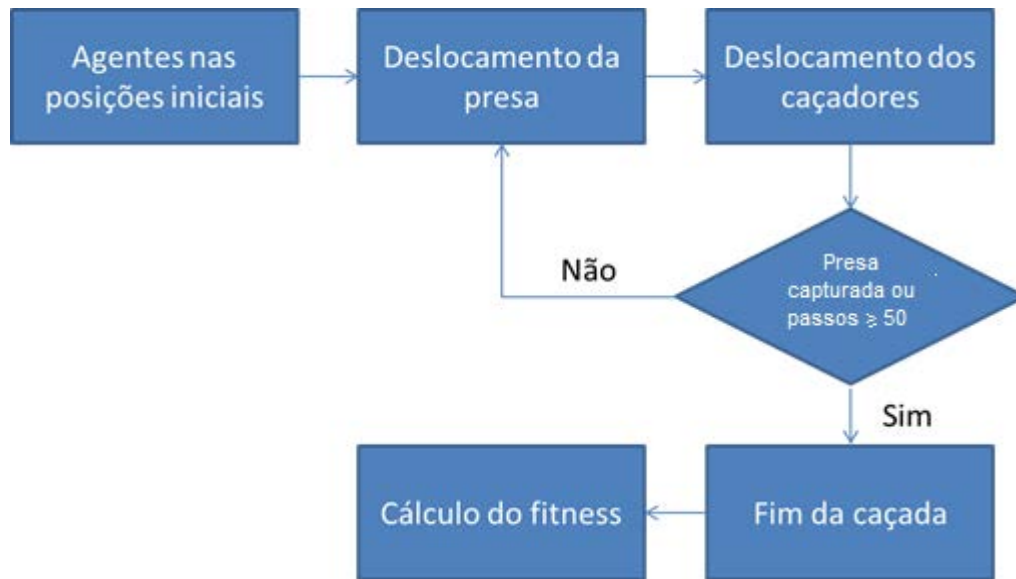 Agentes nas
posições iniciais
Deslocamento da
presa
Deslocamento dos
caçadores
Presa
capturada ou
passos ≥ 50
Não
Sim
Cálculo do fitness
Fim da caçada